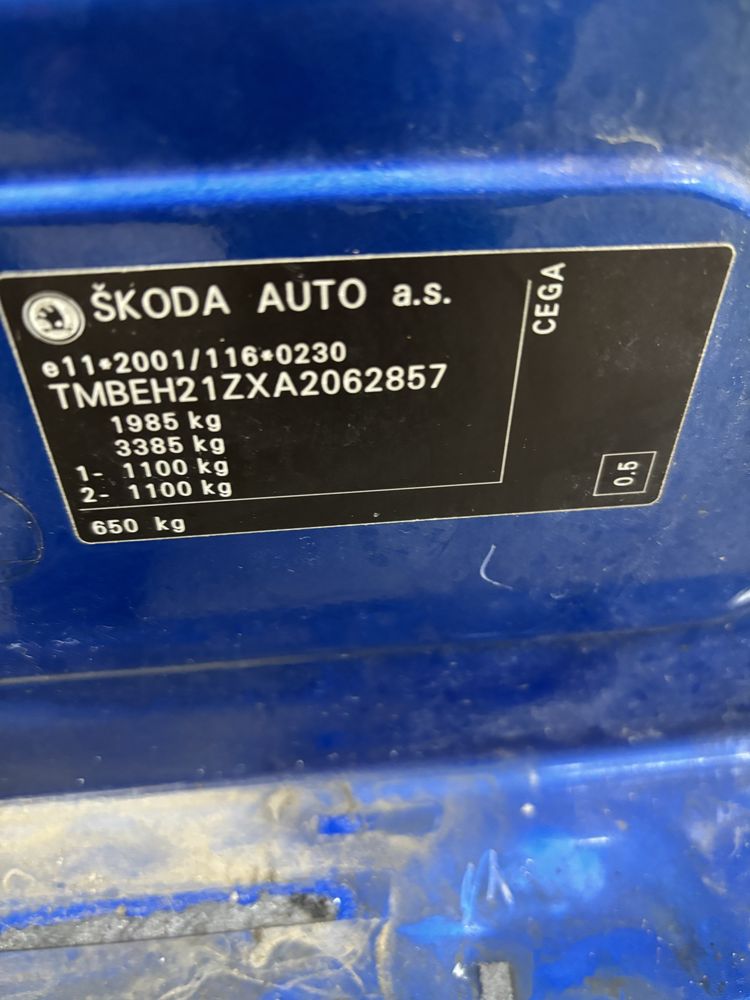 ŠKODA AUTO a.s.
e11*2001/116*0230
TMBEH21ZXA2062857
1985 kg
3385 kg
1- 1100 kg
2- 1100 kg
650 kg
CEGA
0.5